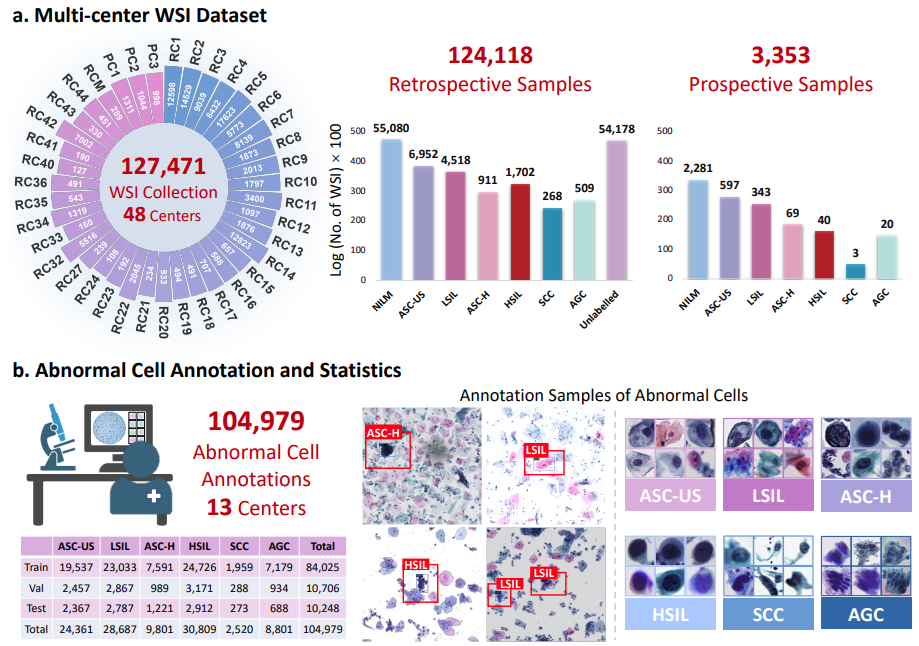 a. Multi-center WSI Dataset
RC1
RC2
RC3
RC4
RC5
RC6
RC7
RC8
RC9
RC10
RC11
RC12
RC13
RC14
RC15
RC16
RC17
RC18
RC19
RC20
RC21
RC22
RC23
RC24
RC27
RC32
RC33
RC34
RC35
RC36
RC40
RC41
RC42
RC43
RC44
RCM
PC1
PC2
PC3
12598
14529
9039
8432
17623
5773
8139
1873
2013
1797
3400
1097
1876
12823
657
588
707
491
494
593
234
2045
192
108
239
5516
160
1319
543
491
127
190
7002
330
451
289
1311
1044
998
127,471
WSI Collection
48 Centers
124,118
Retrospective Samples
Log (No. of WSI) × 100
500
400
300
200
100
0
55,080
6,952
4,518
911
1,702
268
509
54,178
NILM
ASC-US
LSIL
ASC-H
HSIL
SCC
AGC
Unlabelled
3,353
Prospective Samples
500
400
300
200
100
0
2,281
597
343
69
40
3
20
NILM
ASC-US
LSIL
ASC-H
HSIL
SCC
AGC
b. Abnormal Cell Annotation and Statistics
104,979
Abnormal Cell
Annotations
13 Centers
ASC-US LSIL ASC-H HSIL SCC AGC Total
Train 19,537 23,033 7,591 24,726 1,959 7,179 84,025
Val 2,457 2,867 989 3,171 288 934 10,706
Test 2,367 2,787 1,221 2,912 273 688 10,248
Total 24,361 28,687 9,801 30,809 2,520 8,801 104,979
Annotation Samples of Abnormal Cells
ASC-H
LSIL
HSIL
LSIL
LSIL
ASC-US
LSIL
ASC-H
HSIL
SCC
AGC